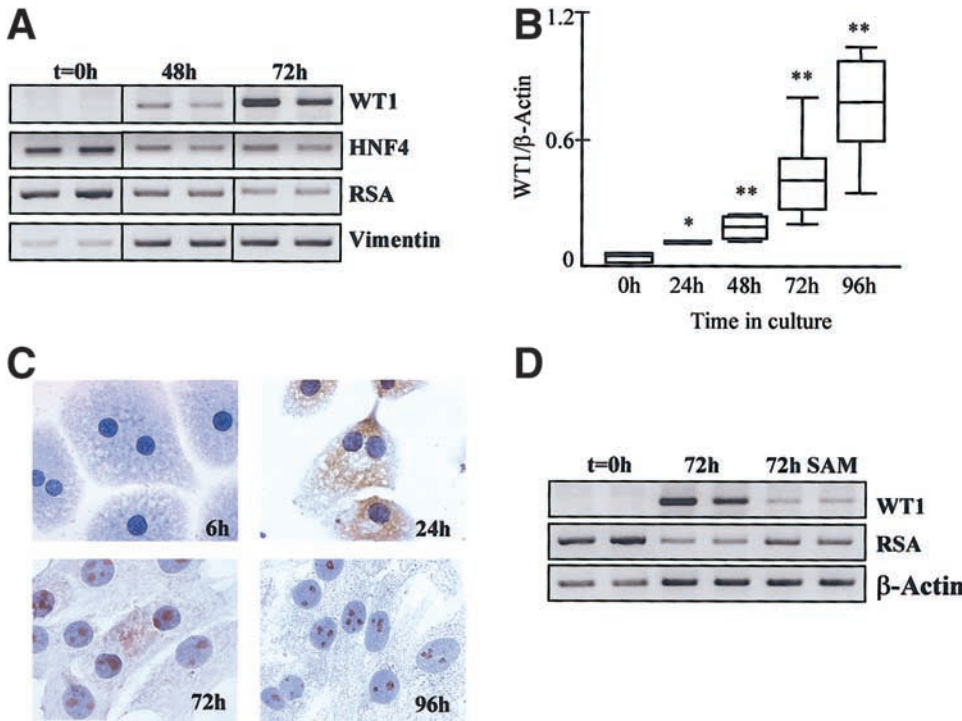 A
t=0h 48h 72h
WT1
HNF4
RSA
Vimentin
B
WT1/β-Actin
1.2
0.6
0
* ** ** **
0h 24h 48h 72h 96h
Time in culture
C
6h
24h
72h
96h
D
t=0h 72h 72h SAM
WT1
RSA
β-Actin